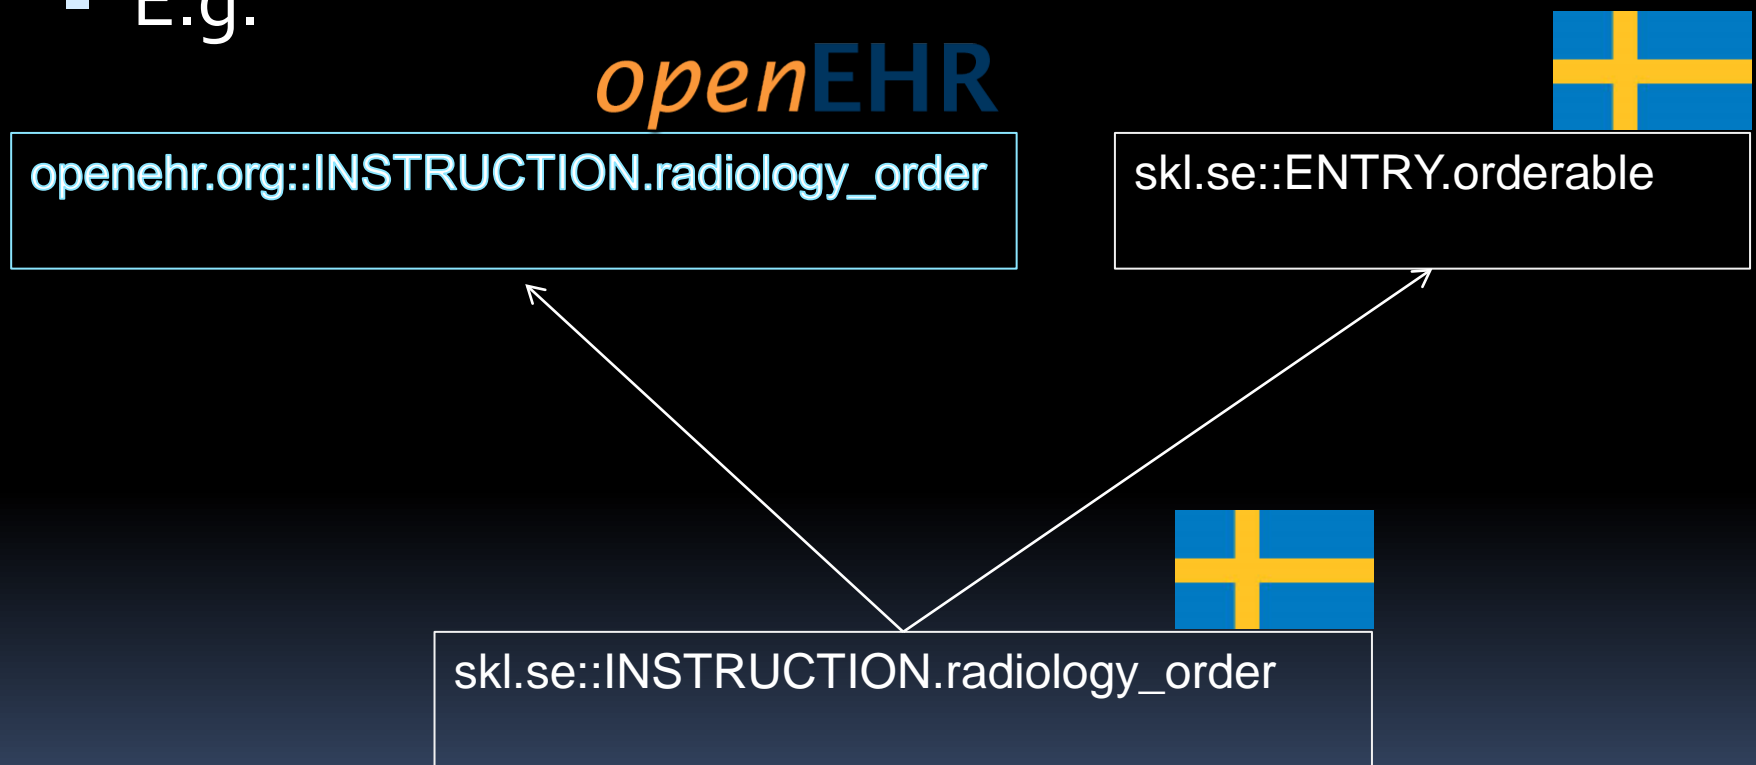 E.g.
openEHR
openehr.org::INSTRUCTION.radiology_order
skl.se::ENTRY.orderable
skl.se::INSTRUCTION.radiology_order